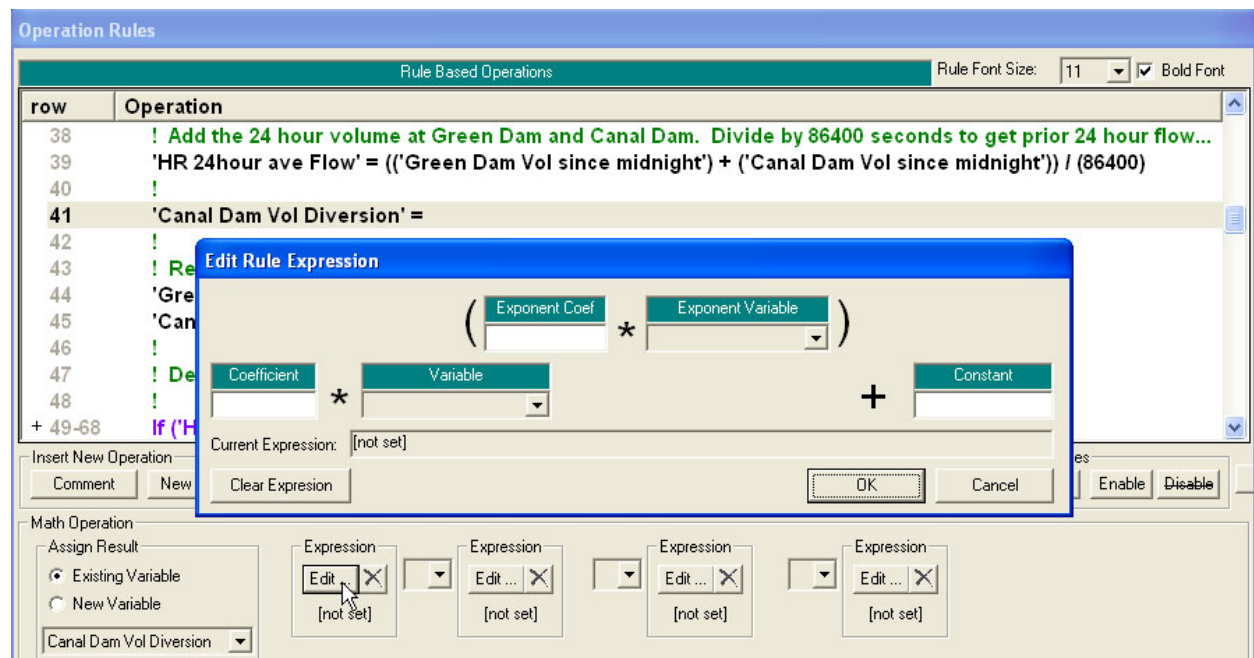 Operation Rules
Rule Based Operations Rule Font Size: 11 Bold Font
row Operation
38 ! Add the 24 hour volume at Green Dam and Canal Dam. Divide by 86400 seconds to get prior 24 hour flow...
39 'HR 24hour ave Flow' = (('Green Dam Vol since midnight') + ('Canal Dam Vol since midnight')) / (86400)
40 !
41 'Canal Dam Vol Diversion' =
42 !
43 ! Re
44 'Gre
45 'Can
46 !
47 ! De
48 !
+ 49-68 If ('H
Edit Rule Expression
( Exponent Coef * Exponent Variable )
Coefficient * Variable + Constant
Current Expression: [not set]
Clear Expresion OK Cancel
Insert New Operation es
Comment New Enable Disable
Math Operation
Assign Result Expression Expression Expression Expression
Existing Variable Edit ... Edit ... Edit ... Edit ...
New Variable [not set] [not set] [not set] [not set]
Canal Dam Vol Diversion